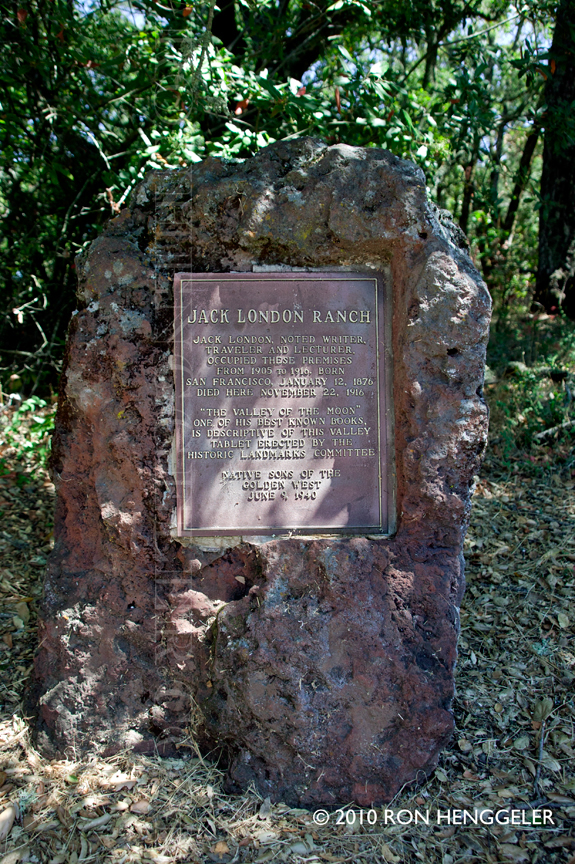 JACK LONDON RANCH
JACK LONDON, NOTED WRITER,
TRAVELER AND LECTURER,
OCCUPIED THESE PREMISES
FROM 1905 TO 1916. BORN
SAN FRANCISCO, JANUARY 12, 1876
DIED HERE NOVEMBER 22, 1916
"THE VALLEY OF THE MOON"
ONE OF HIS BEST KNOWN BOOKS,
IS DESCRIPTIVE OF THIS VALLEY
TABLET ERECTED BY THE
HISTORIC LANDMARKS COMMITTEE
NATIVE SONS OF THE
GOLDEN WEST
JUNE 9, 1940
© 2010 RON HENGGELER